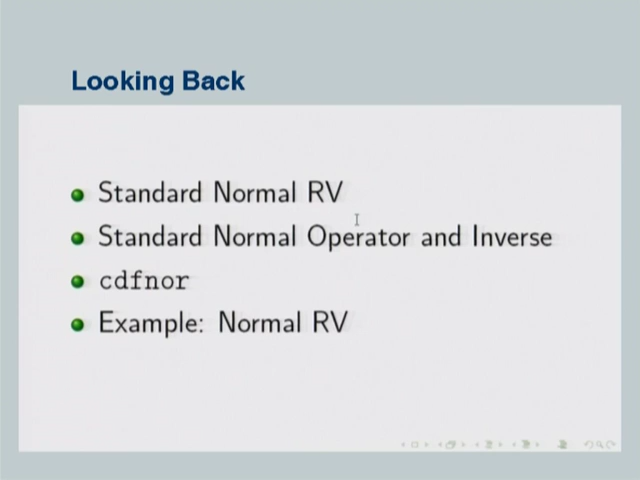 Looking Back
Standard Normal RV
Standard Normal Operator and Inverse
cdfnor
Example: Normal RV